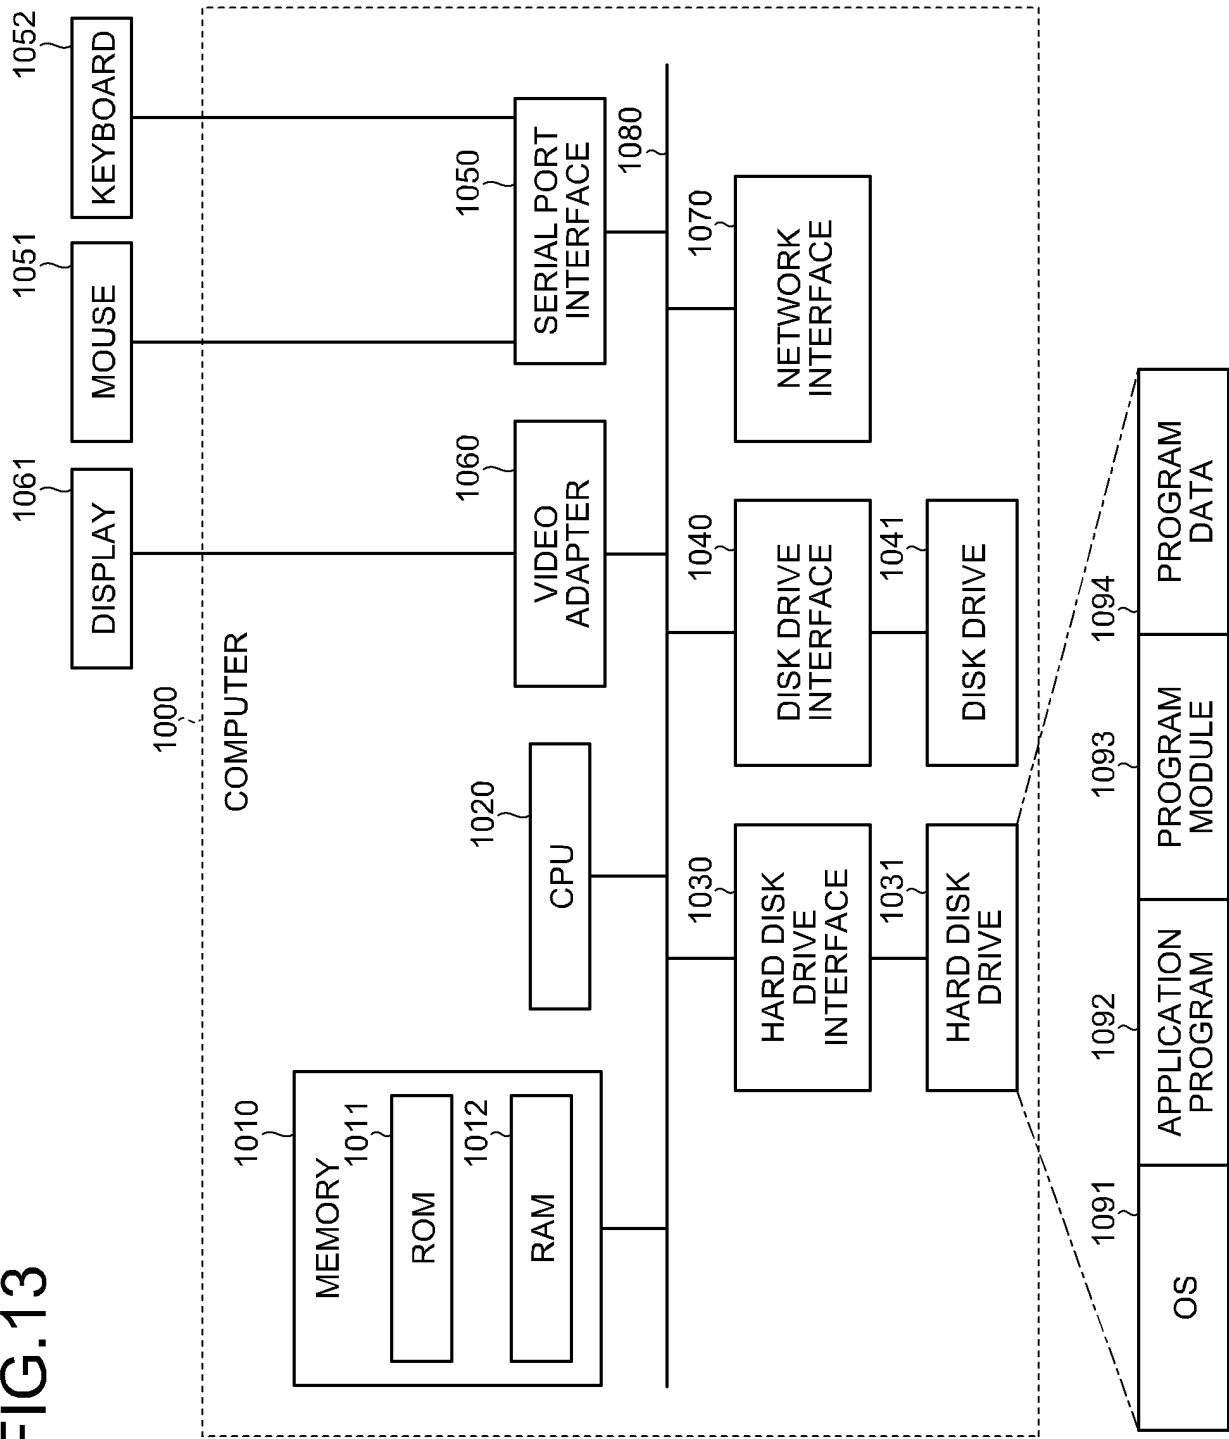 FIG.13
1000
COMPUTER
1010
MEMORY
1011
ROM
1012
RAM
1020
CPU
1061
DISPLAY
1051
MOUSE
1052
KEYBOARD
1060
VIDEO
ADAPTER
1050
SERIAL PORT
INTERFACE
1080
1030
HARD DISK
DRIVE
INTERFACE
1031
HARD DISK
DRIVE
1040
DISK DRIVE
INTERFACE
1041
DISK DRIVE
1070
NETWORK
INTERFACE
1091
OS
1092
APPLICATION
PROGRAM
1093
PROGRAM
MODULE
1094
PROGRAM
DATA